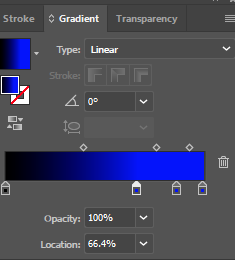 Stroke Gradient Transparency
Type: Linear
Stroke:
0°
Opacity: 100%
Location: 66.4%